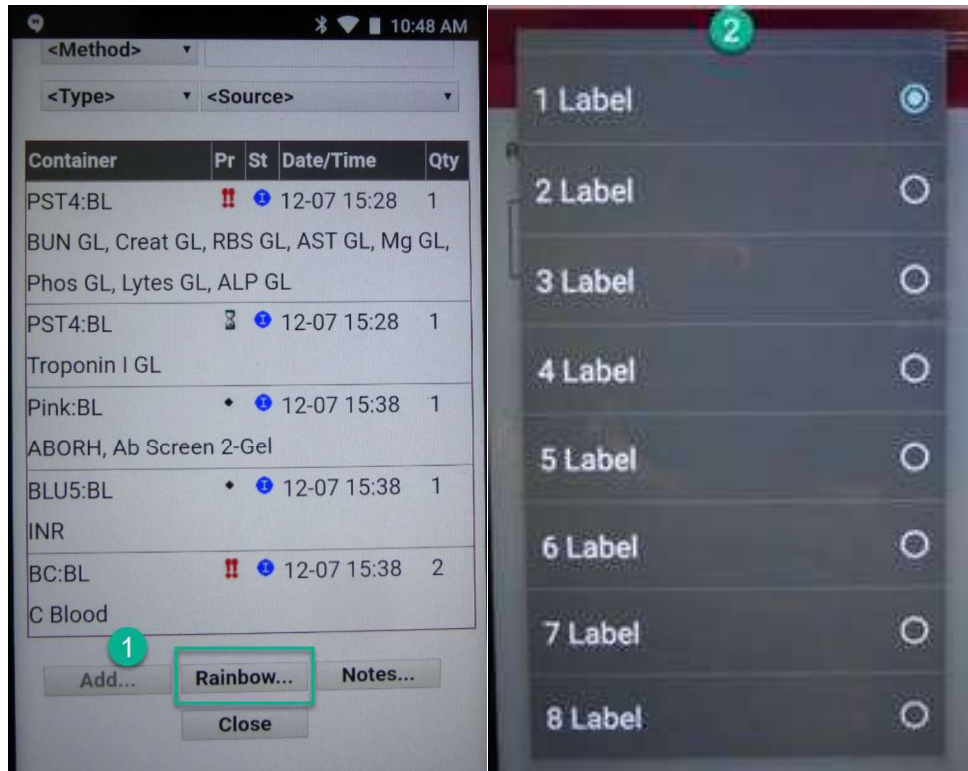 10:48 AM
<Method>
<Type> <Source>
Container Pr St Date/Time Qty
PST4:BL 12-07 15:28 1
BUN GL, Creat GL, RBS GL, AST GL, Mg GL,
Phos GL, Lytes GL, ALP GL
PST4:BL 12-07 15:28 1
Troponin I GL
Pink:BL 12-07 15:38 1
ABORH, Ab Screen 2-Gel
BLU5:BL 12-07 15:38 1
INR
BC:BL 12-07 15:38 2
C Blood
1
Add... Rainbow... Notes...
Close
2
1 Label
2 Label
3 Label
4 Label
5 Label
6 Label
7 Label
8 Label